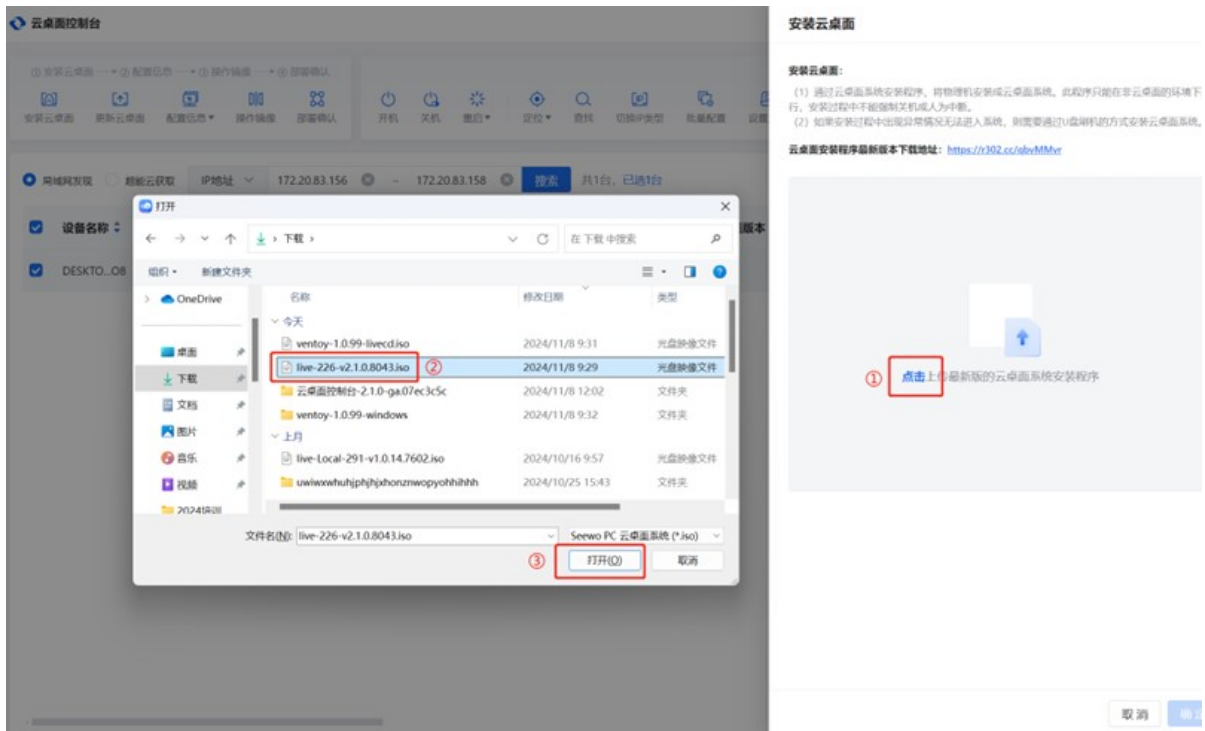 云桌面控制台
① 安装云桌面 ② 配置信息 ③ 操作镜像 ④ 部署确认
安装云桌面 更新云桌面 配置信息 操作镜像 部署确认 开机 关机 重启 定位 查找 切换IP类型 批量配置
局域网发现 超能云获取 IP地址 172.20.83.156 - 172.20.83.158 搜索 共1台，已选1台
设备名称 版本
DESKTO...O8
打开
下载
在 下载 中搜索
组织 新建文件夹
OneDrive
桌面
下载
文档
图片
音乐
视频
2024培训
名称 修改日期 类型
今天
ventoy-1.0.99-livecd.iso 2024/11/8 9:31 光盘映像文件
live-226-v2.1.0.8043.iso ② 2024/11/8 9:29 光盘映像文件
云桌面控制台-2.1.0-ga.07ec3c5c 2024/11/8 12:02 文件夹
ventoy-1.0.99-windows 2024/11/8 9:32 文件夹
上月
live-Local-291-v1.0.14.7602.iso 2024/10/16 9:57 光盘映像文件
uwiwxwhuhjphjhjxhonznwopyohhihhh 2024/10/25 15:43 文件夹
文件名(N): live-226-v2.1.0.8043.iso Seewo PC 云桌面系统 (*.iso)
③ 打开(O) 取消
安装云桌面
安装云桌面：
（1）通过云桌面系统安装程序，将物理机安装成云桌面系统。此程序只能在非云桌面的环境下
行，安装过程中不能强制关机或人为中断。
（2）如果安装过程中出现异常情况无法进入系统，则需要通过U盘刷机的方式安装云桌面系统。
云桌面安装程序最新版本下载地址：https://r302.cc/qbvMMvr
① 点击上传最新版的云桌面系统安装程序
取消